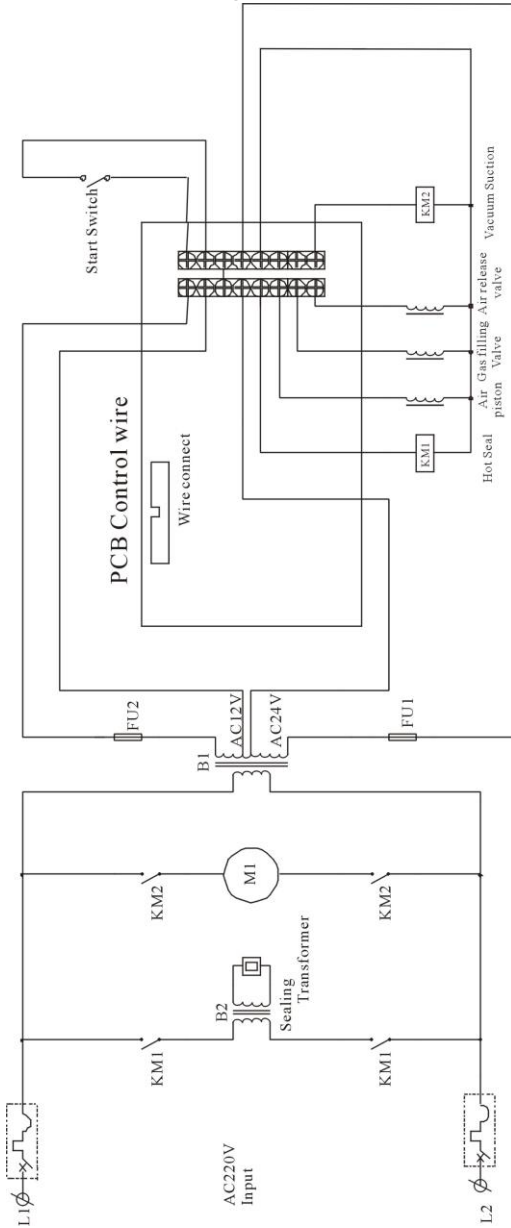 L1
AC220V
Input
L2
KM1
KM1
B2
Sealing
Transformer
KM2
M1
KM2
B1
AC12V
AC24V
FU2
FU1
PCB Control wire
Wire connect
Start Switch
KM1
Hot Seal
Air
piston
Gas filling
Valve
Air release
valve
KM2
Vacuum Suction